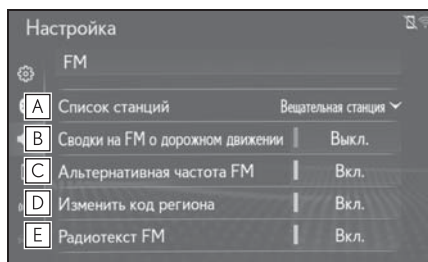 Настройка
FM
A Список станций Вещательная станция
B Сводки на FM о дорожном движении Выкл.
C Альтернативная частота FM Вкл.
D Изменить код региона Вкл.
E Радиотекст FM Вкл.